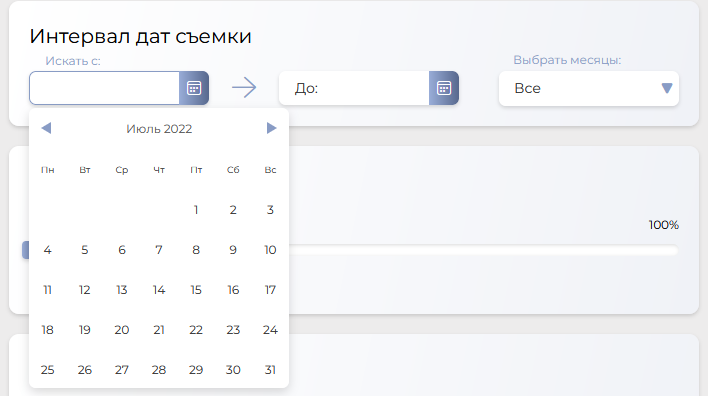 Интервал дат съемки
Искать с:
Выбрать месяцы:
До:
Все
Июль 2022
Пн Вт Ср Чт Пт Сб Вс
1 2 3
4 5 6 7 8 9 10
11 12 13 14 15 16 17
18 19 20 21 22 23 24
25 26 27 28 29 30 31
100%